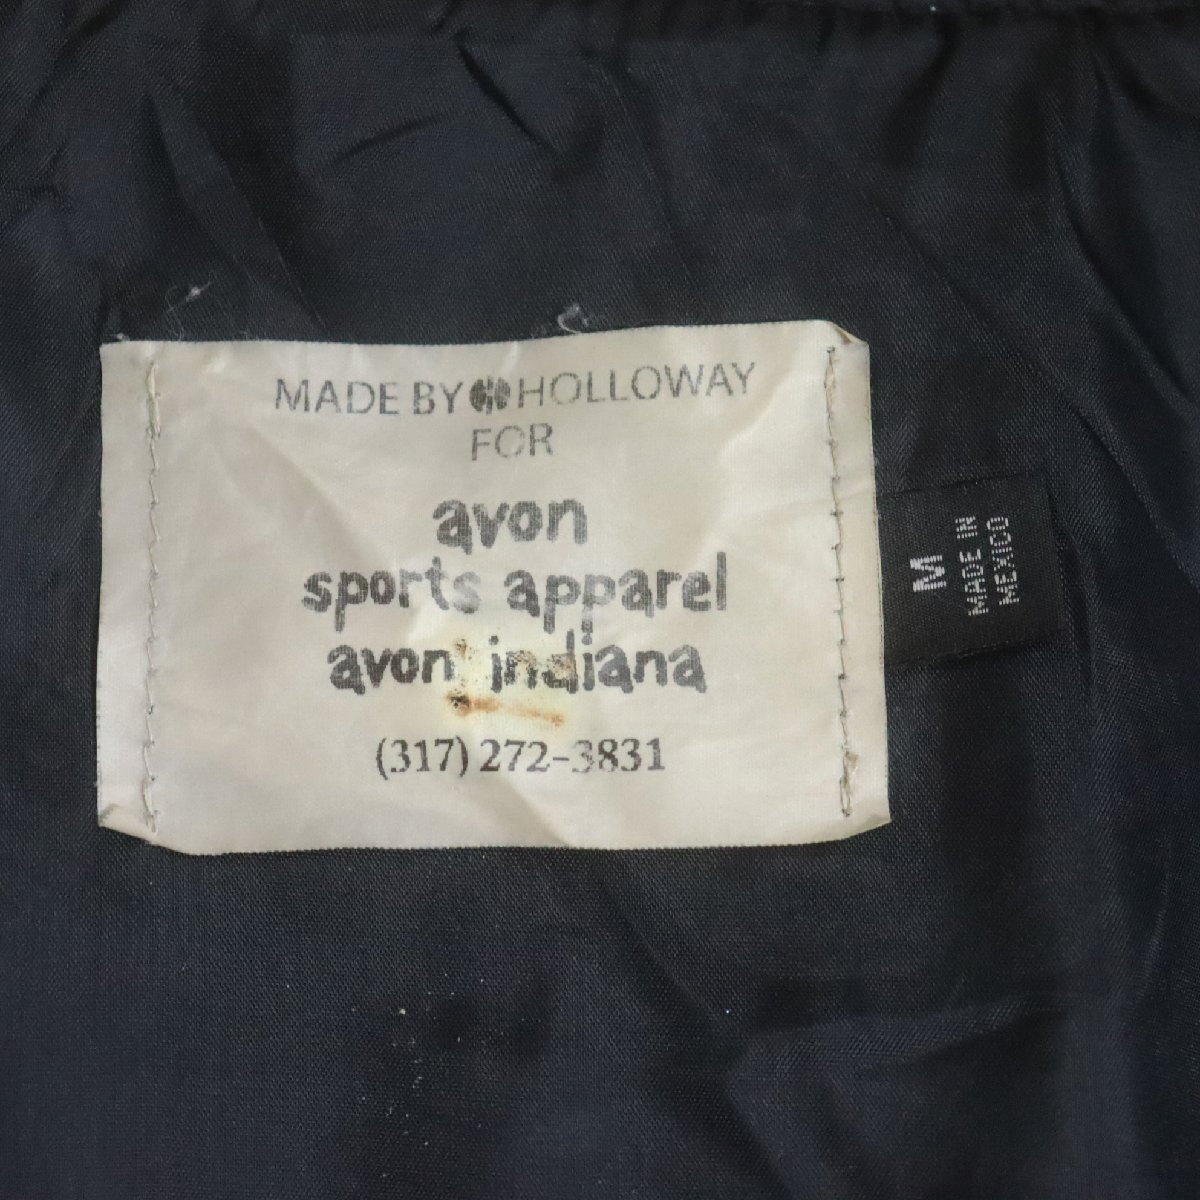 MADE BY HOLLOWAY
FOR
avon
sports apparel
avon indiana
(317) 272-3831
M
MADE IN
MEXICO